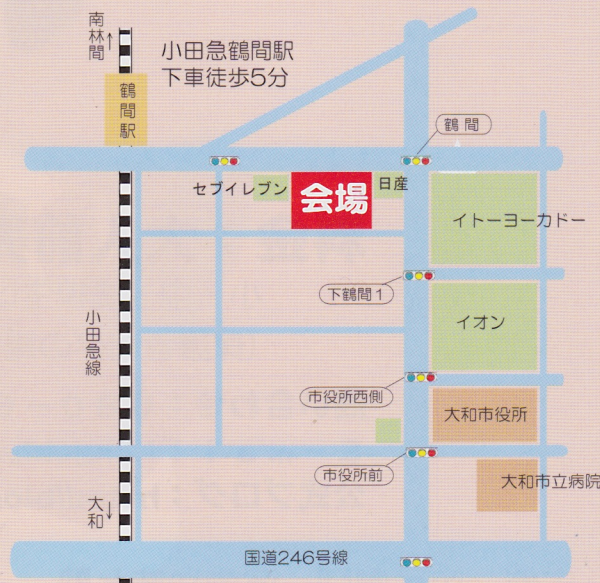 南林間
↑
小田急鶴間駅
下車徒歩5分
鶴間駅
鶴間
セブイレブン
会場
日産
イトーヨーカドー
下鶴間1
小田急線
イオン
市役所西側
大和市役所
市役所前
大和市立病院
大和
↓
国道246号線